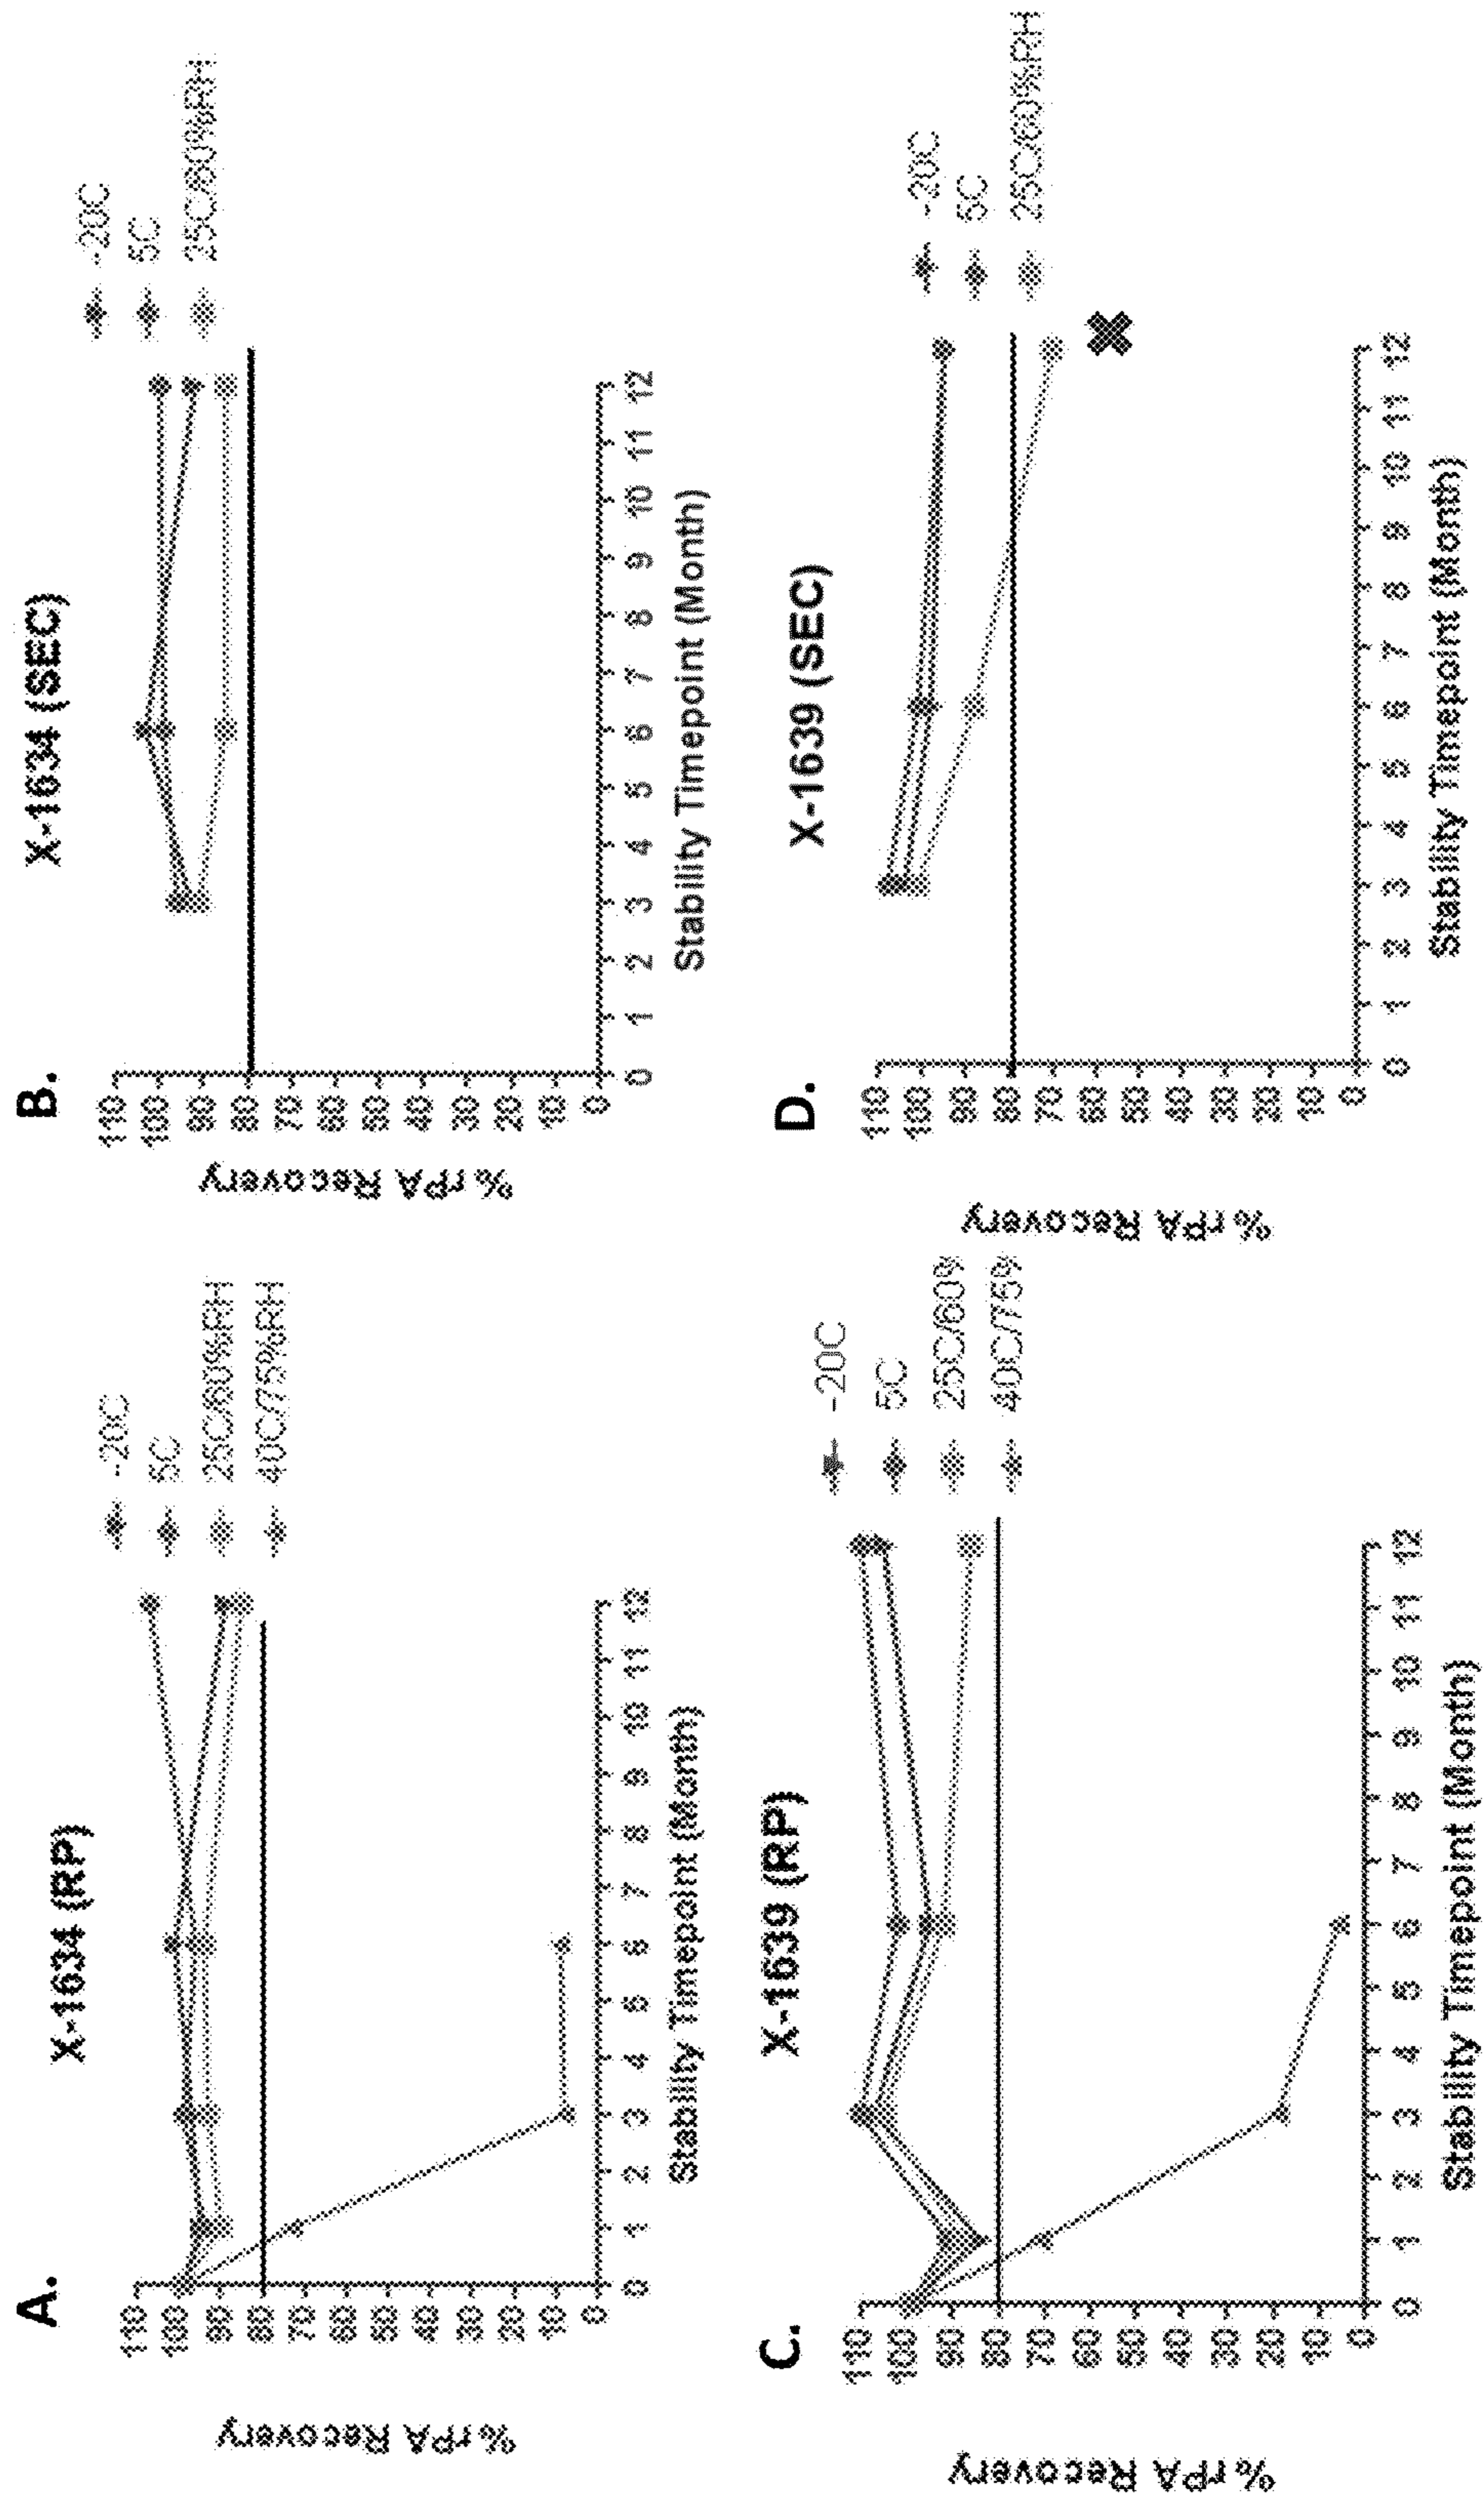 A.
X-1634 (RP)
% rPA Recovery
110
100
90
80
70
60
50
40
30
20
10
0
0 1 2 3 4 5 6 7 8 9 10 11 12
Stability Timepoint (Month)
-20C
5C
25C/60%RH
40C/75%RH
B.
X-1634 (SEC)
% rPA Recovery
110
100
90
80
70
60
50
40
30
20
10
0
0 1 2 3 4 5 6 7 8 9 10 11 12
Stability Timepoint (Month)
-20C
5C
25C/60%RH
C.
X-1639 (RP)
% rPA Recovery
110
100
90
80
70
60
50
40
30
20
10
0
0 1 2 3 4 5 6 7 8 9 10 11 12
Stability Timepoint (Month)
-20C
5C
25C/60%
40C/75%
D.
X-1639 (SEC)
% rPA Recovery
110
100
90
80
70
60
50
40
30
20
10
0
0 1 2 3 4 5 6 7 8 9 10 11 12
Stability Timepoint (Month)
-20C
5C
25C/60%RH